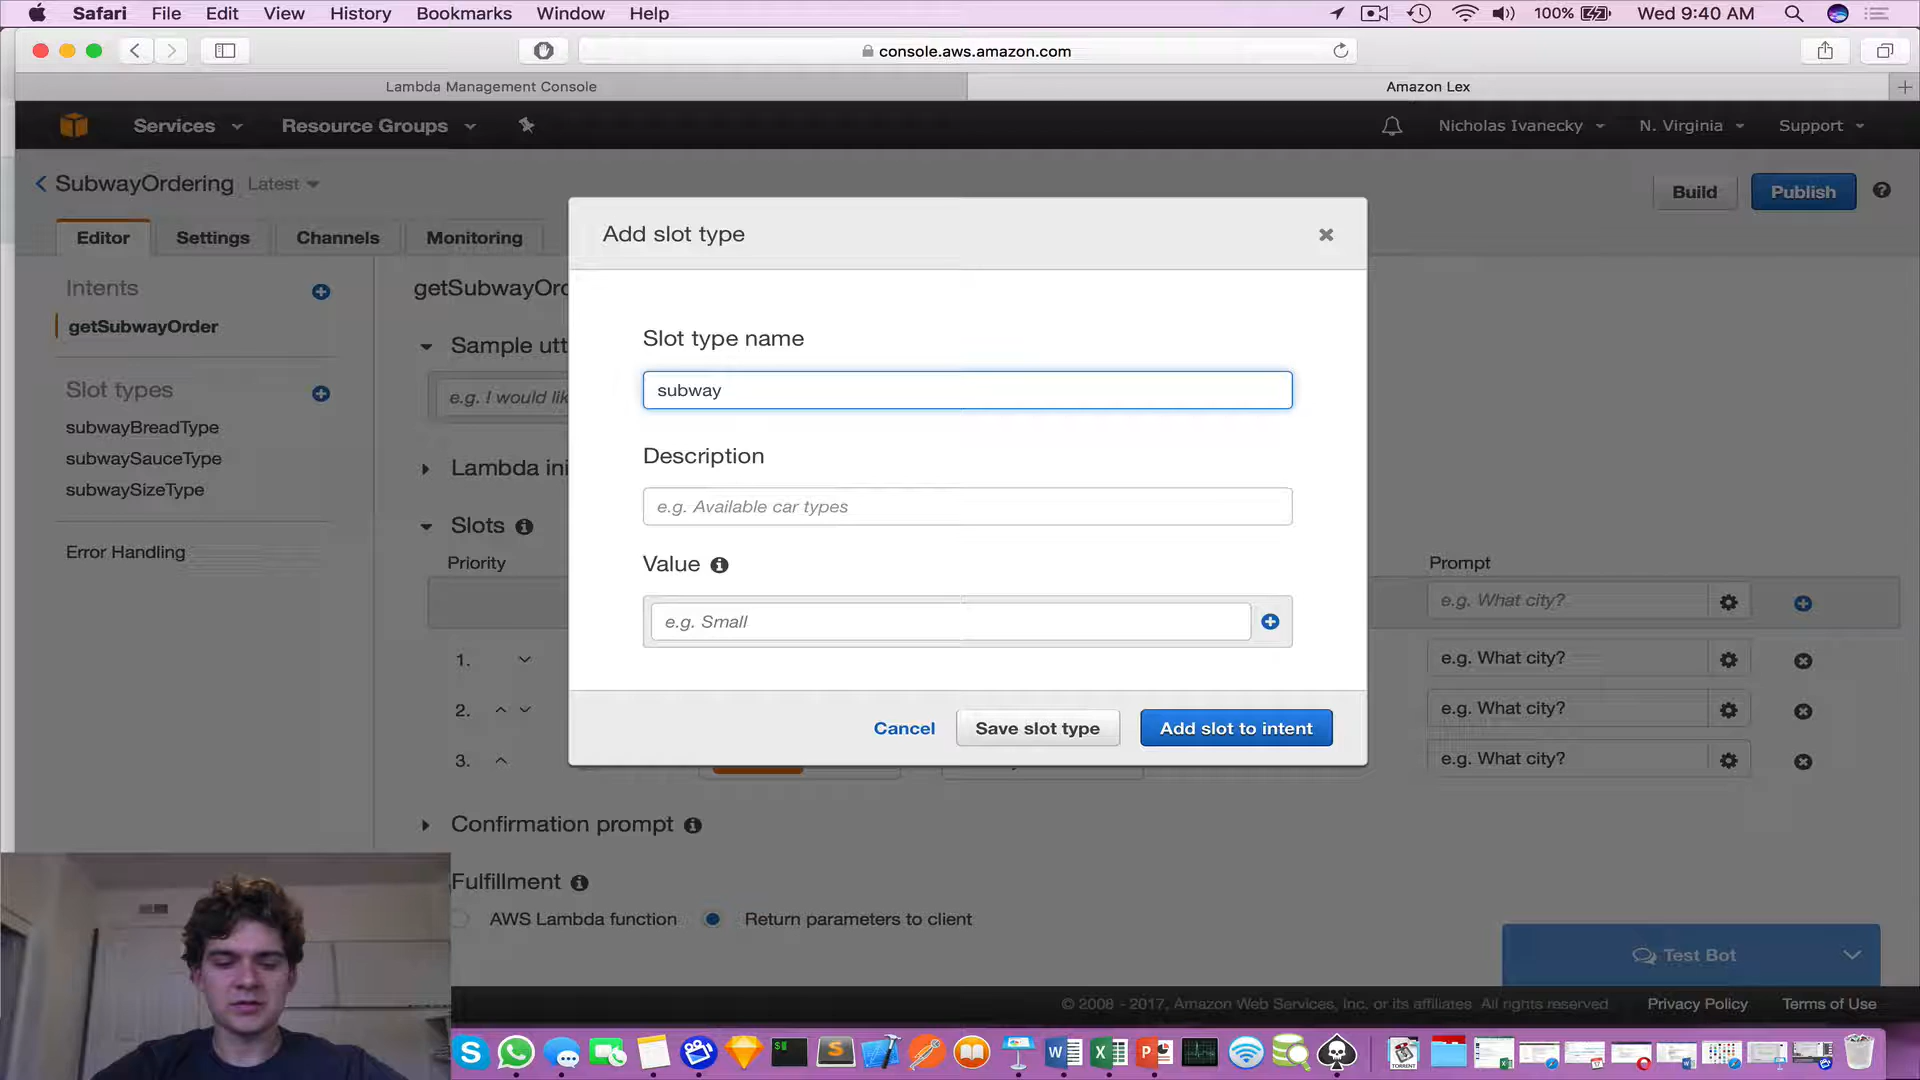 Safari File Edit View History Bookmarks Window Help 100% Wed 9:40 AM
console.aws.amazon.com
Lambda Management Console Amazon Lex
Services Resource Groups Nicholas Ivanecky N. Virginia Support
SubwayOrdering Latest Build Publish
Editor Settings Channels Monitoring
Add slot type
Intents
getSubwayOrder
Slot types
subwayBreadType
subwaySauceType
subwaySizeType
Error Handling
getSubwayOrd
Sample utt
e.g. I would lik
Lambda ini
Slots
Priority Prompt
e.g. What city?
1. e.g. What city?
2. e.g. What city?
3. e.g. What city?
Slot type name
subway
Description
e.g. Available car types
Value
e.g. Small
Cancel Save slot type Add slot to intent
Confirmation prompt
Fulfillment
AWS Lambda function Return parameters to client
Test Bot
© 2008 - 2017, Amazon Web Services, Inc. or its affiliates. All rights reserved. Privacy Policy Terms of Use